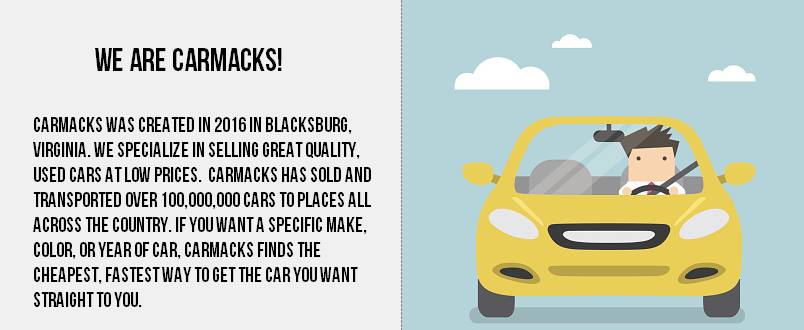 WE ARE CARMACKS!
CARMACKS WAS CREATED IN 2016 IN BLACKSBURG,
VIRGINIA. WE SPECIALIZE IN SELLING GREAT QUALITY,
USED CARS AT LOW PRICES. CARMACKS HAS SOLD AND
TRANSPORTED OVER 100,000,000 CARS TO PLACES ALL
ACROSS THE COUNTRY. IF YOU WANT A SPECIFIC MAKE,
COLOR, OR YEAR OF CAR, CARMACKS FINDS THE
CHEAPEST, FASTEST WAY TO GET THE CAR YOU WANT
STRAIGHT TO YOU.